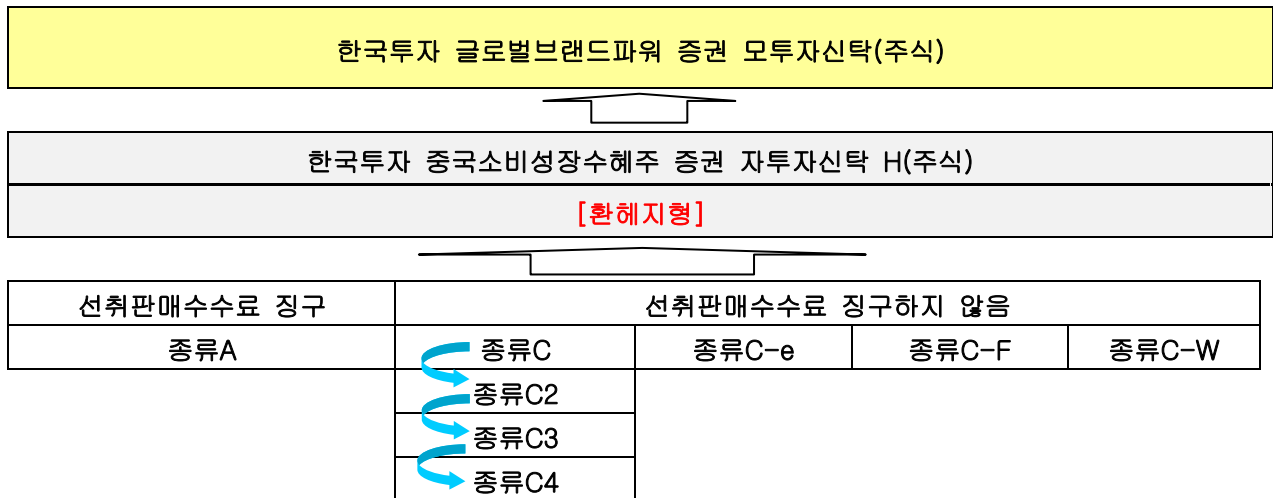 한국투자 글로벌브랜드파워 증권 모투자신탁(주식)
한국투자 중국소비성장수혜주 증권 자투자신탁 H(주식)
[환헤지형]
선취판매수수료 징구
선취판매수수료 징구하지 않음
종류A
종류C
종류C-e
종류C-F
종류C-W
종류C2
종류C3
종류C4